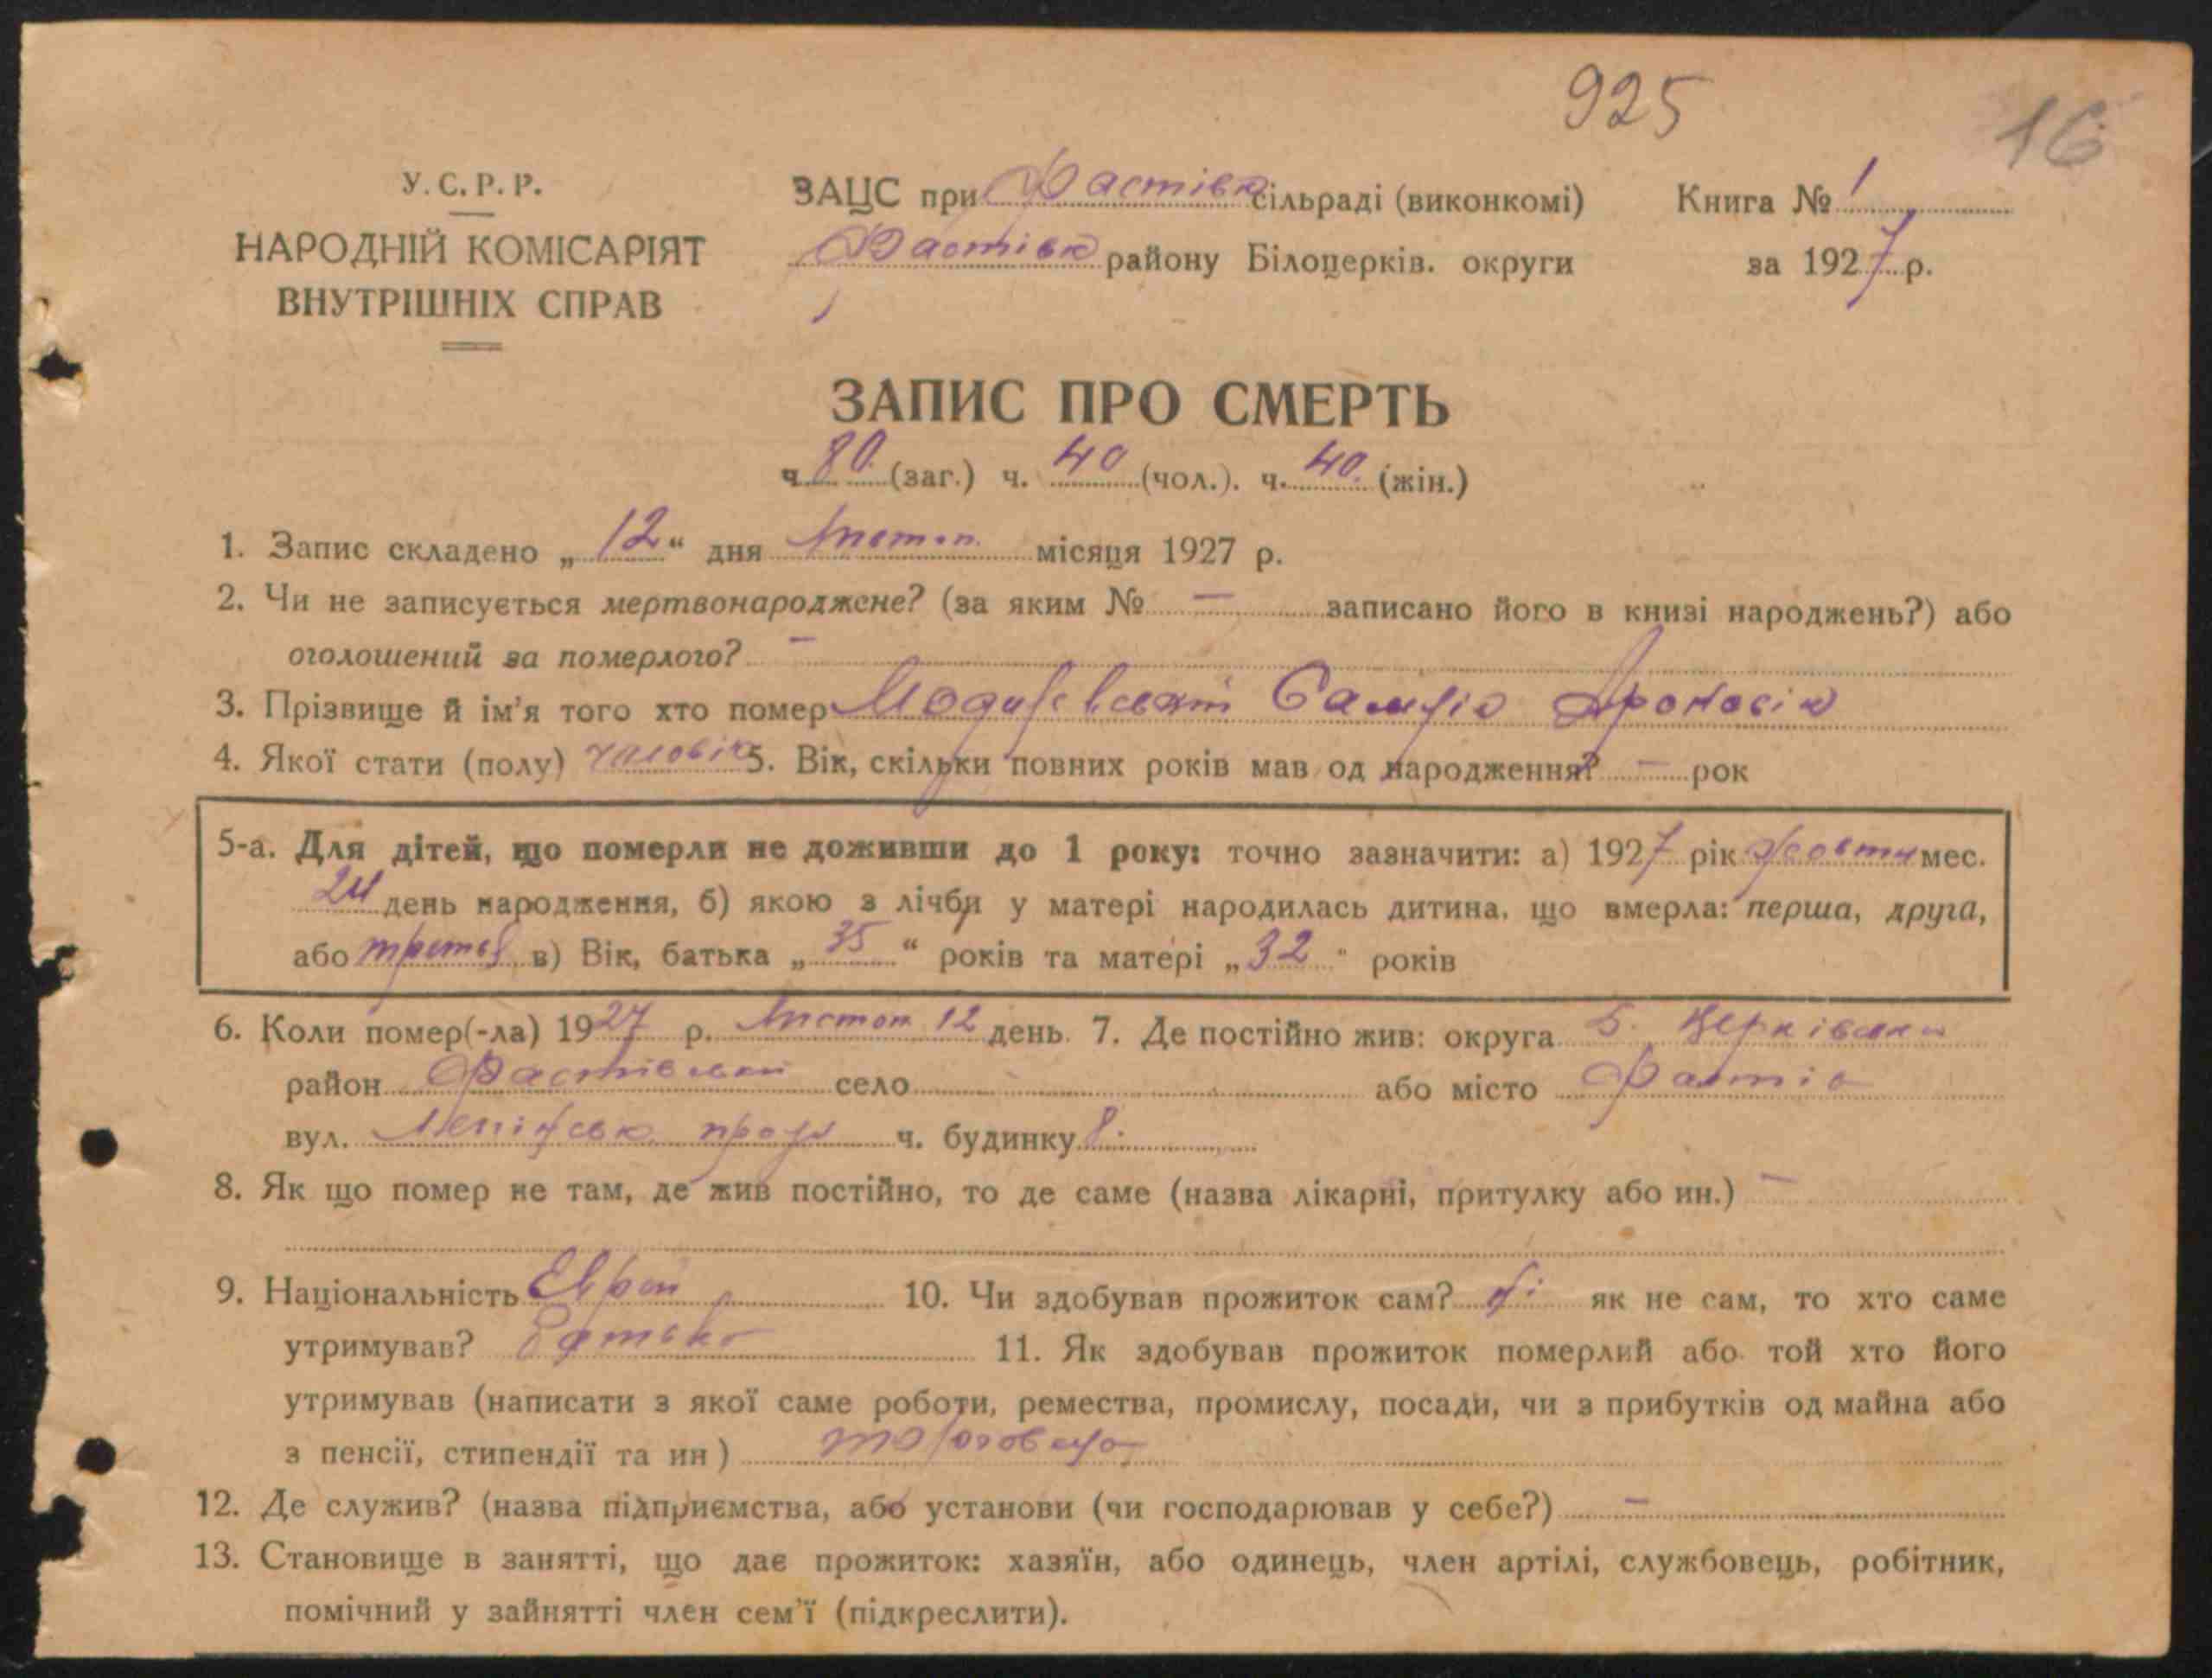 925
16
У. С. Р. Р.
НАРОДНІЙ КОМІСАРІЯТ
ВНУТРІШНІХ СПРАВ
ЗАЦС при Фастівк сільраді (виконкомі)
Фастівк району Білоцерків. округи
Книга № 1
за 1927 р.
ЗАПИС ПРО СМЕРТЬ
ч. 80. (заг.) ч. 40 (чол.). ч. 40. (жін.)
1. Запис складено „12“ дня Листоп. місяця 1927 р.
2. Чи не записується мертвонароджене? (за яким № — записано його в книзі народжень?) або
оголошений за померлого? —
3. Прізвище й ім'я того хто помер
4. Якої стати (полу) чиловік 5. Вік, скільки повних років мав од народження? — рок
5-а. Для дітей, що померли не доживши до 1 року: точно зазначити: а) 1927 рік жовтн мес.
24 день народження, б) якою з лічби у матері народилась дитина, що вмерла: перша, друга,
або в) Вік, батька „35“ років та матері „32“ років
6. Коли помер(-ла) 1927 р. Листоп 12 день. 7. Де постійно жив: округа Б.
район Фастівський село — або місто Фастів
вул. ч. будинку 8.
8. Як що помер не там, де жив постійно, то де саме (назва лікарні, притулку або ин.) —
9. Національність Еврей 10. Чи здобував прожиток сам? Ні як не сам, то хто саме
утримував? Батько 11. Як здобував прожиток померлий або той хто його
утримував (написати з якої саме роботи, ремества, промислу, посади, чи з прибутків од майна або
з пенсії, стипендії та ин)
12. Де служив? (назва підприємства, або установи (чи господарював у себе?) —
13. Становище в занятті, що дає прожиток: хазяїн, або одинець, член артілі, службовець, робітник,
помічний у зайнятті член сем'ї (підкреслити).